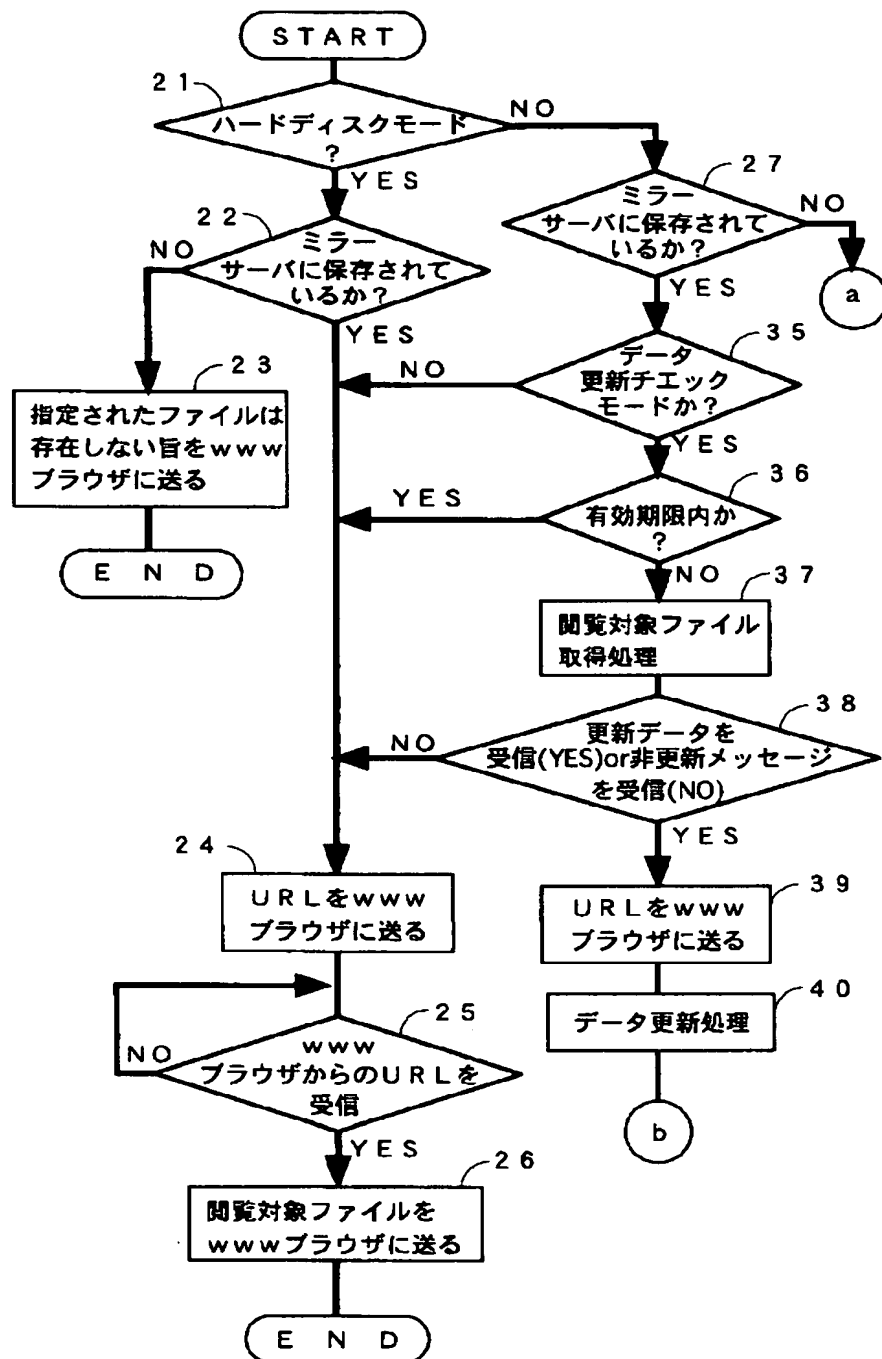 START
21
ハードディスクモード
?
NO
YES
27
ミラー
サーバに保存されて
いるか?
NO
a
YES
22
ミラー
サーバに保存されて
いるか?
NO
YES
23
指定されたファイルは
存在しない旨をwww
ブラウザに送る
END
35
データ
更新チエック
モードか?
NO
YES
36
有効期限内か
?
YES
NO
37
閲覧対象ファイル
取得処理
38
更新データを
受信(YES)or非更新メッセージ
を受信(NO)
NO
YES
24
URLをwww
ブラウザに送る
39
URLをwww
ブラウザに送る
40
データ更新処理
b
25
www
ブラウザからのURLを
受信
NO
YES
26
閲覧対象ファイルを
wwwブラウザに送る
END